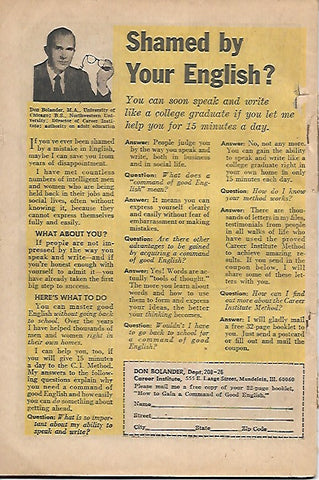 Shamed by
Your English?
You can soon speak and write
like a college graduate if you let me
help you for 15 minutes a day.
Don Bolander, M.A., University of
Chicago; B.S., Northwestern Uni-
versity; Director of Career Insti-
tute; authority on adult education
If you've ever been shamed
by a mistake in English,
maybe I can save you from
years of disappointment.
I have met countless
numbers of intelligent men
and women who are being
held back in their jobs and
social lives, often without
knowing it, because they
cannot express themselves
fully and easily.
WHAT ABOUT YOU?
If people are not im-
pressed by the way you
speak and write—and if
you're honest enough with
yourself to admit it—you
have already taken the first
big step to success.
HERE'S WHAT TO DO
You can master good
English without going back
to school. Over the years
I have helped thousands of
men and women right in
their own homes.
I can help you, too, if
you will give 15 minutes
a day to the C. I. Method.
My answers to the follow-
ing questions explain why
you need a command of
good English and how easily
you can do something about
getting ahead.
Question: What is so impor-
tant about my ability to
speak and write?
Answer: People judge you
by the way you speak and
write, both in business
and in social life.
Question: What does a
"command of good Eng-
lish" mean?
Answer: It means you can
express yourself clearly
and easily without fear of
embarrassment or making
mistakes.
Question: Are there other
advantages to be gained
by acquiring a command
of good English?
Answer: Yes! Words are ac-
tually "tools of thought."
The more you learn about
words and how to use
them to form and express
your ideas, the better
your thinking becomes.
Question: Wouldn't I have
to go back to school for
a command of good
English?
Answer: No, not any more.
You can gain the ability
to speak and write like a
college graduate right in
your own home in only
15 minutes each day.
Question: How do I know
your method works?
Answer: There are thou-
sands of letters in my files,
testimonials from people
in all walks of life who
have used the proved
Career Institute Method
to achieve amazing re-
sults. If you send in the
coupon below, I will
share some of these let-
ters with you.
Question: How can I find
out more about the Career
Institute Method?
Answer: I will gladly mail
a free 32-page booklet to
you. Just send a postcard
or fill out and mail the
coupon.
DON BOLANDER, Dept. 208-76
Career Institute, 555 E. Lange Street, Mundelein, Ill. 60060
Please mail me a free copy of your 32-page booklet,
"How to Gain a Command of Good English."
Name
Street
City State Zip Code